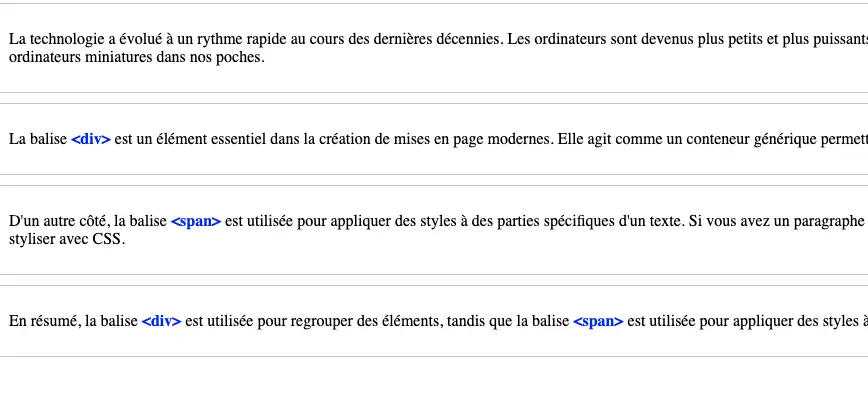 La technologie a évolué à un rythme rapide au cours des dernières décennies. Les ordinateurs sont devenus plus petits et plus puissants
ordinateurs miniatures dans nos poches.
La balise <div> est un élément essentiel dans la création de mises en page modernes. Elle agit comme un conteneur générique permett
D'un autre côté, la balise <span> est utilisée pour appliquer des styles à des parties spécifiques d'un texte. Si vous avez un paragraphe
styliser avec CSS.
En résumé, la balise <div> est utilisée pour regrouper des éléments, tandis que la balise <span> est utilisée pour appliquer des styles à